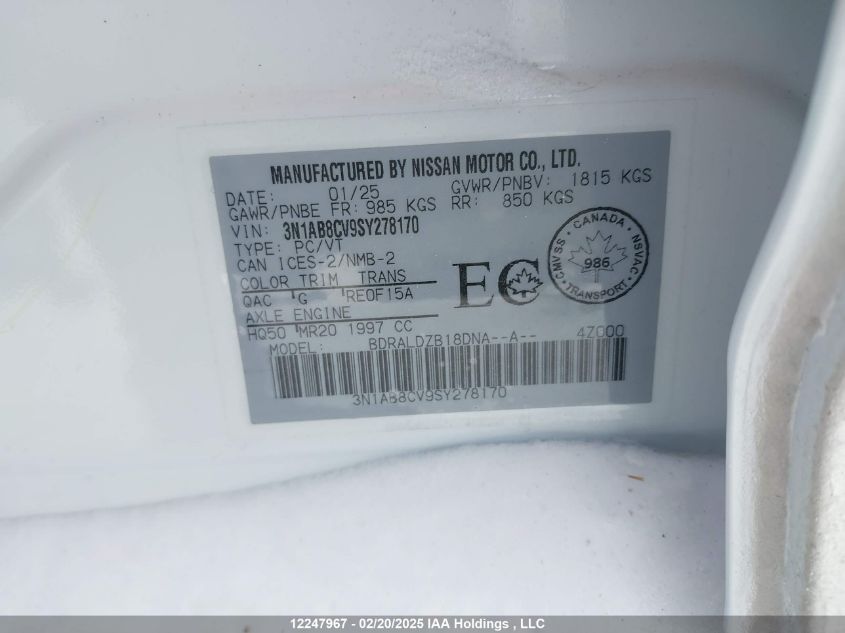 MANUFACTURED BY NISSAN MOTOR CO., LTD.
DATE: 01/25 GVWR/PNBV: 1815 KGS
GAWR/PNBE FR: 985 KGS RR: 850 KGS
VIN: 3N1AB8CV9SY278170
TYPE: PC/VT
CAN ICES-2/NMB-2
COLOR TRIM TRANS
QAC G RE0F15A
AXLE ENGINE
HQ50 MR20 1997 CC
MODEL: BDRALDZB18DNA--A-- 4Z000
3N1AB8CV9SY278170
EC
CANADA
CMVSS 986 NSVAC
TRANSPORT
12247967 - 02/20/2025 IAA Holdings , LLC